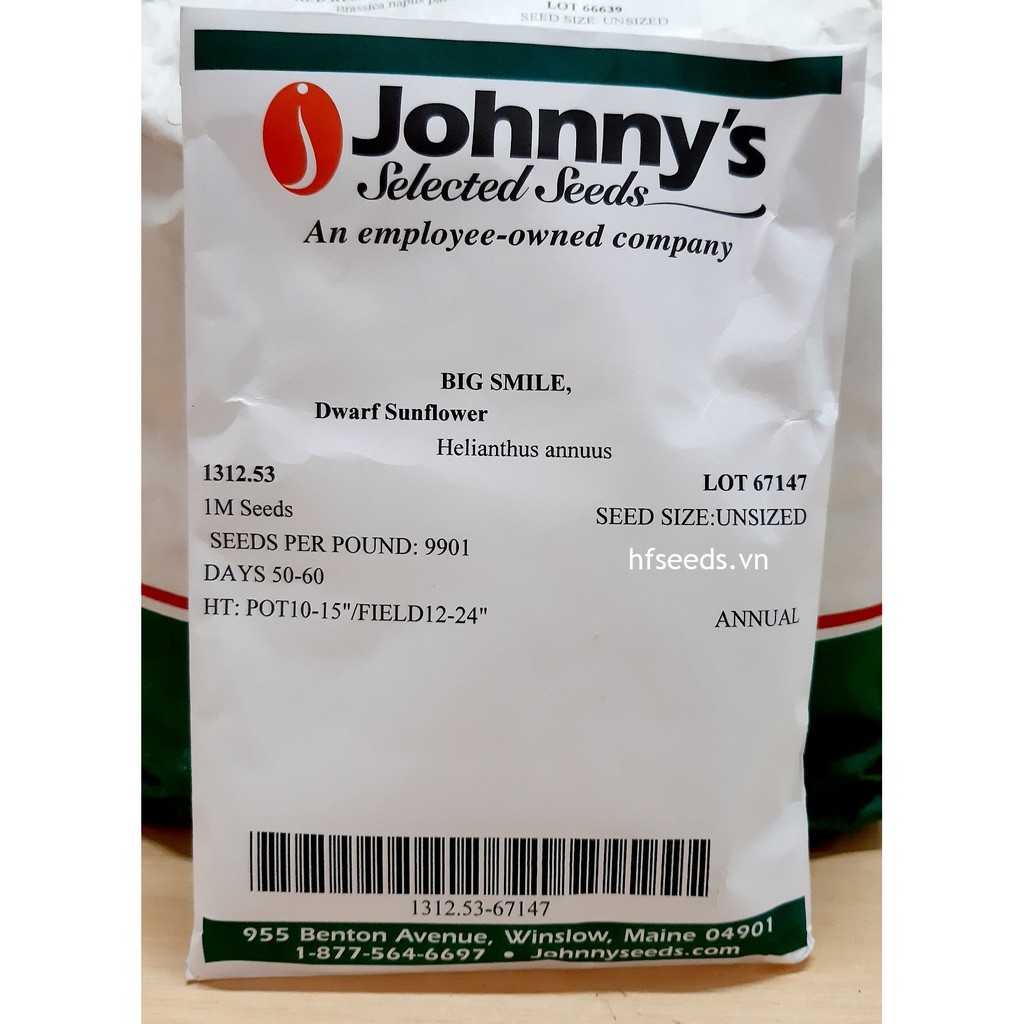 Brassica napus
LOT 66639
SEED SIZE: UNSIZED
Johnny's
Selected Seeds
An employee-owned company
BIG SMILE,
Dwarf Sunflower
Helianthus annuus
1312.53
LOT 67147
1M Seeds
SEED SIZE:UNSIZED
SEEDS PER POUND: 9901
hfseeds.vn
DAYS 50-60
HT: POT10-15"/FIELD12-24"
ANNUAL
1312.53-67147
955 Benton Avenue, Winslow, Maine 04901
1-877-564-6697 • Johnnyseeds.com